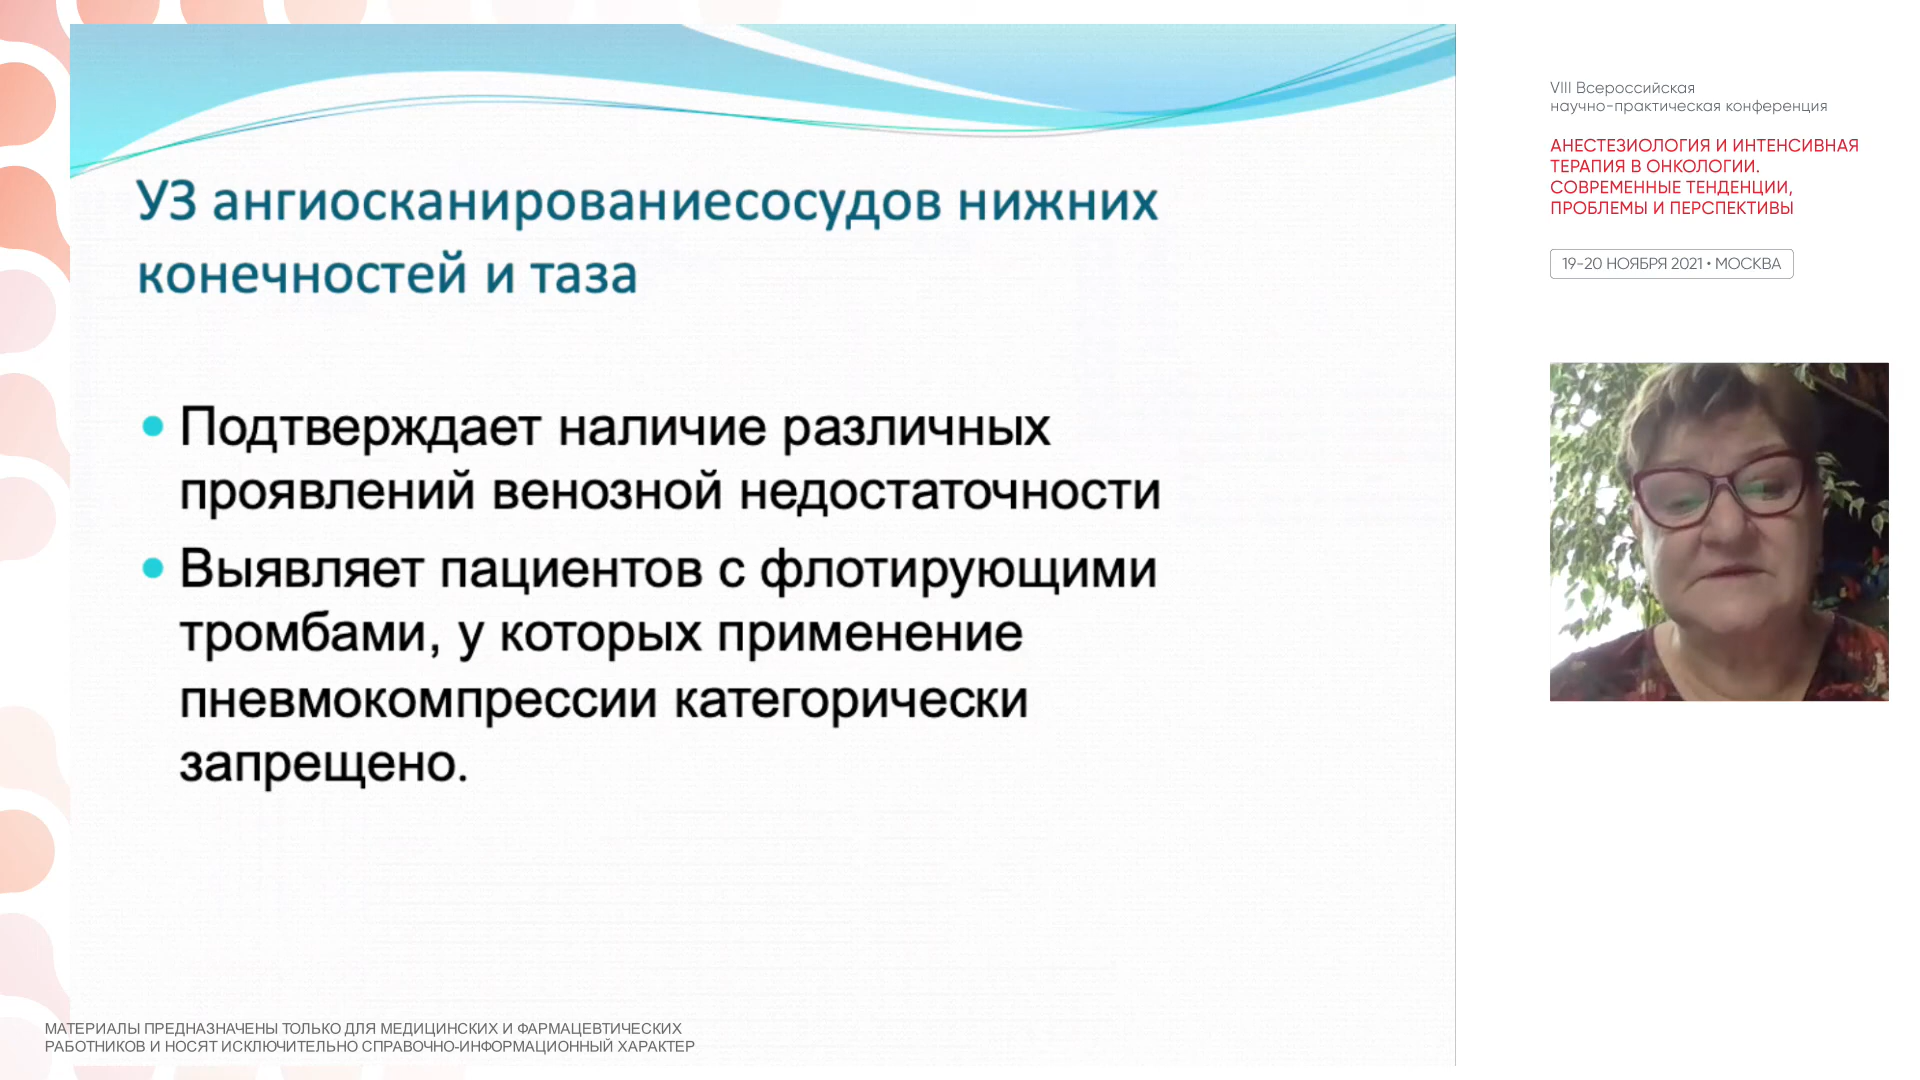 УЗ ангиосканированиесосудов нижних
конечностей и таза
• Подтверждает наличие различных
проявлений венозной недостаточности
• Выявляет пациентов с флотирующими
тромбами, у которых применение
пневмокомпрессии категорически
запрещено.
МАТЕРИАЛЫ ПРЕДНАЗНАЧЕНЫ ТОЛЬКО ДЛЯ МЕДИЦИНСКИХ И ФАРМАЦЕВТИЧЕСКИХ
РАБОТНИКОВ И НОСЯТ ИСКЛЮЧИТЕЛЬНО СПРАВОЧНО-ИНФОРМАЦИОННЫЙ ХАРАКТЕР
VIII Всероссийская
научно-практическая конференция
АНЕСТЕЗИОЛОГИЯ И ИНТЕНСИВНАЯ
ТЕРАПИЯ В ОНКОЛОГИИ.
СОВРЕМЕННЫЕ ТЕНДЕНЦИИ,
ПРОБЛЕМЫ И ПЕРСПЕКТИВЫ
19-20 НОЯБРЯ 2021 • МОСКВА